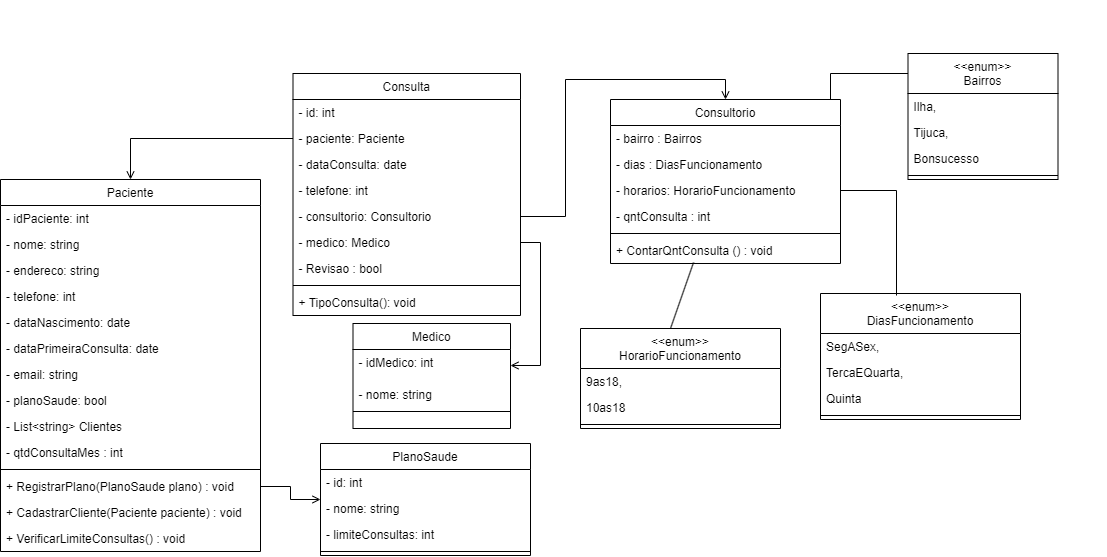 Consulta
- id: int
- paciente: Paciente
- dataConsulta: date
- telefone: int
- consultorio: Consultorio
- medico: Medico
- Revisao : bool
+ TipoConsulta(): void
Consultorio
- bairro : Bairros
- dias : DiasFuncionamento
- horarios: HorarioFuncionamento
- qntConsulta : int
+ ContarQntConsulta () : void
<<enum>>
Bairros
Ilha,
Tijuca,
Bonsucesso
Paciente
- idPaciente: int
- nome: string
- endereco: string
- telefone: int
- dataNascimento: date
- dataPrimeiraConsulta: date
- email: string
- planoSaude: bool
- List<string> Clientes
- qtdConsultaMes : int
+ RegistrarPlano(PlanoSaude plano) : void
+ CadastrarCliente(Paciente paciente) : void
+ VerificarLimiteConsultas() : void
Medico
- idMedico: int
- nome: string
<<enum>>
HorarioFuncionamento
9as18,
10as18
<<enum>>
DiasFuncionamento
SegASex,
TercaEQuarta,
Quinta
PlanoSaude
- id: int
- nome: string
- limiteConsultas: int